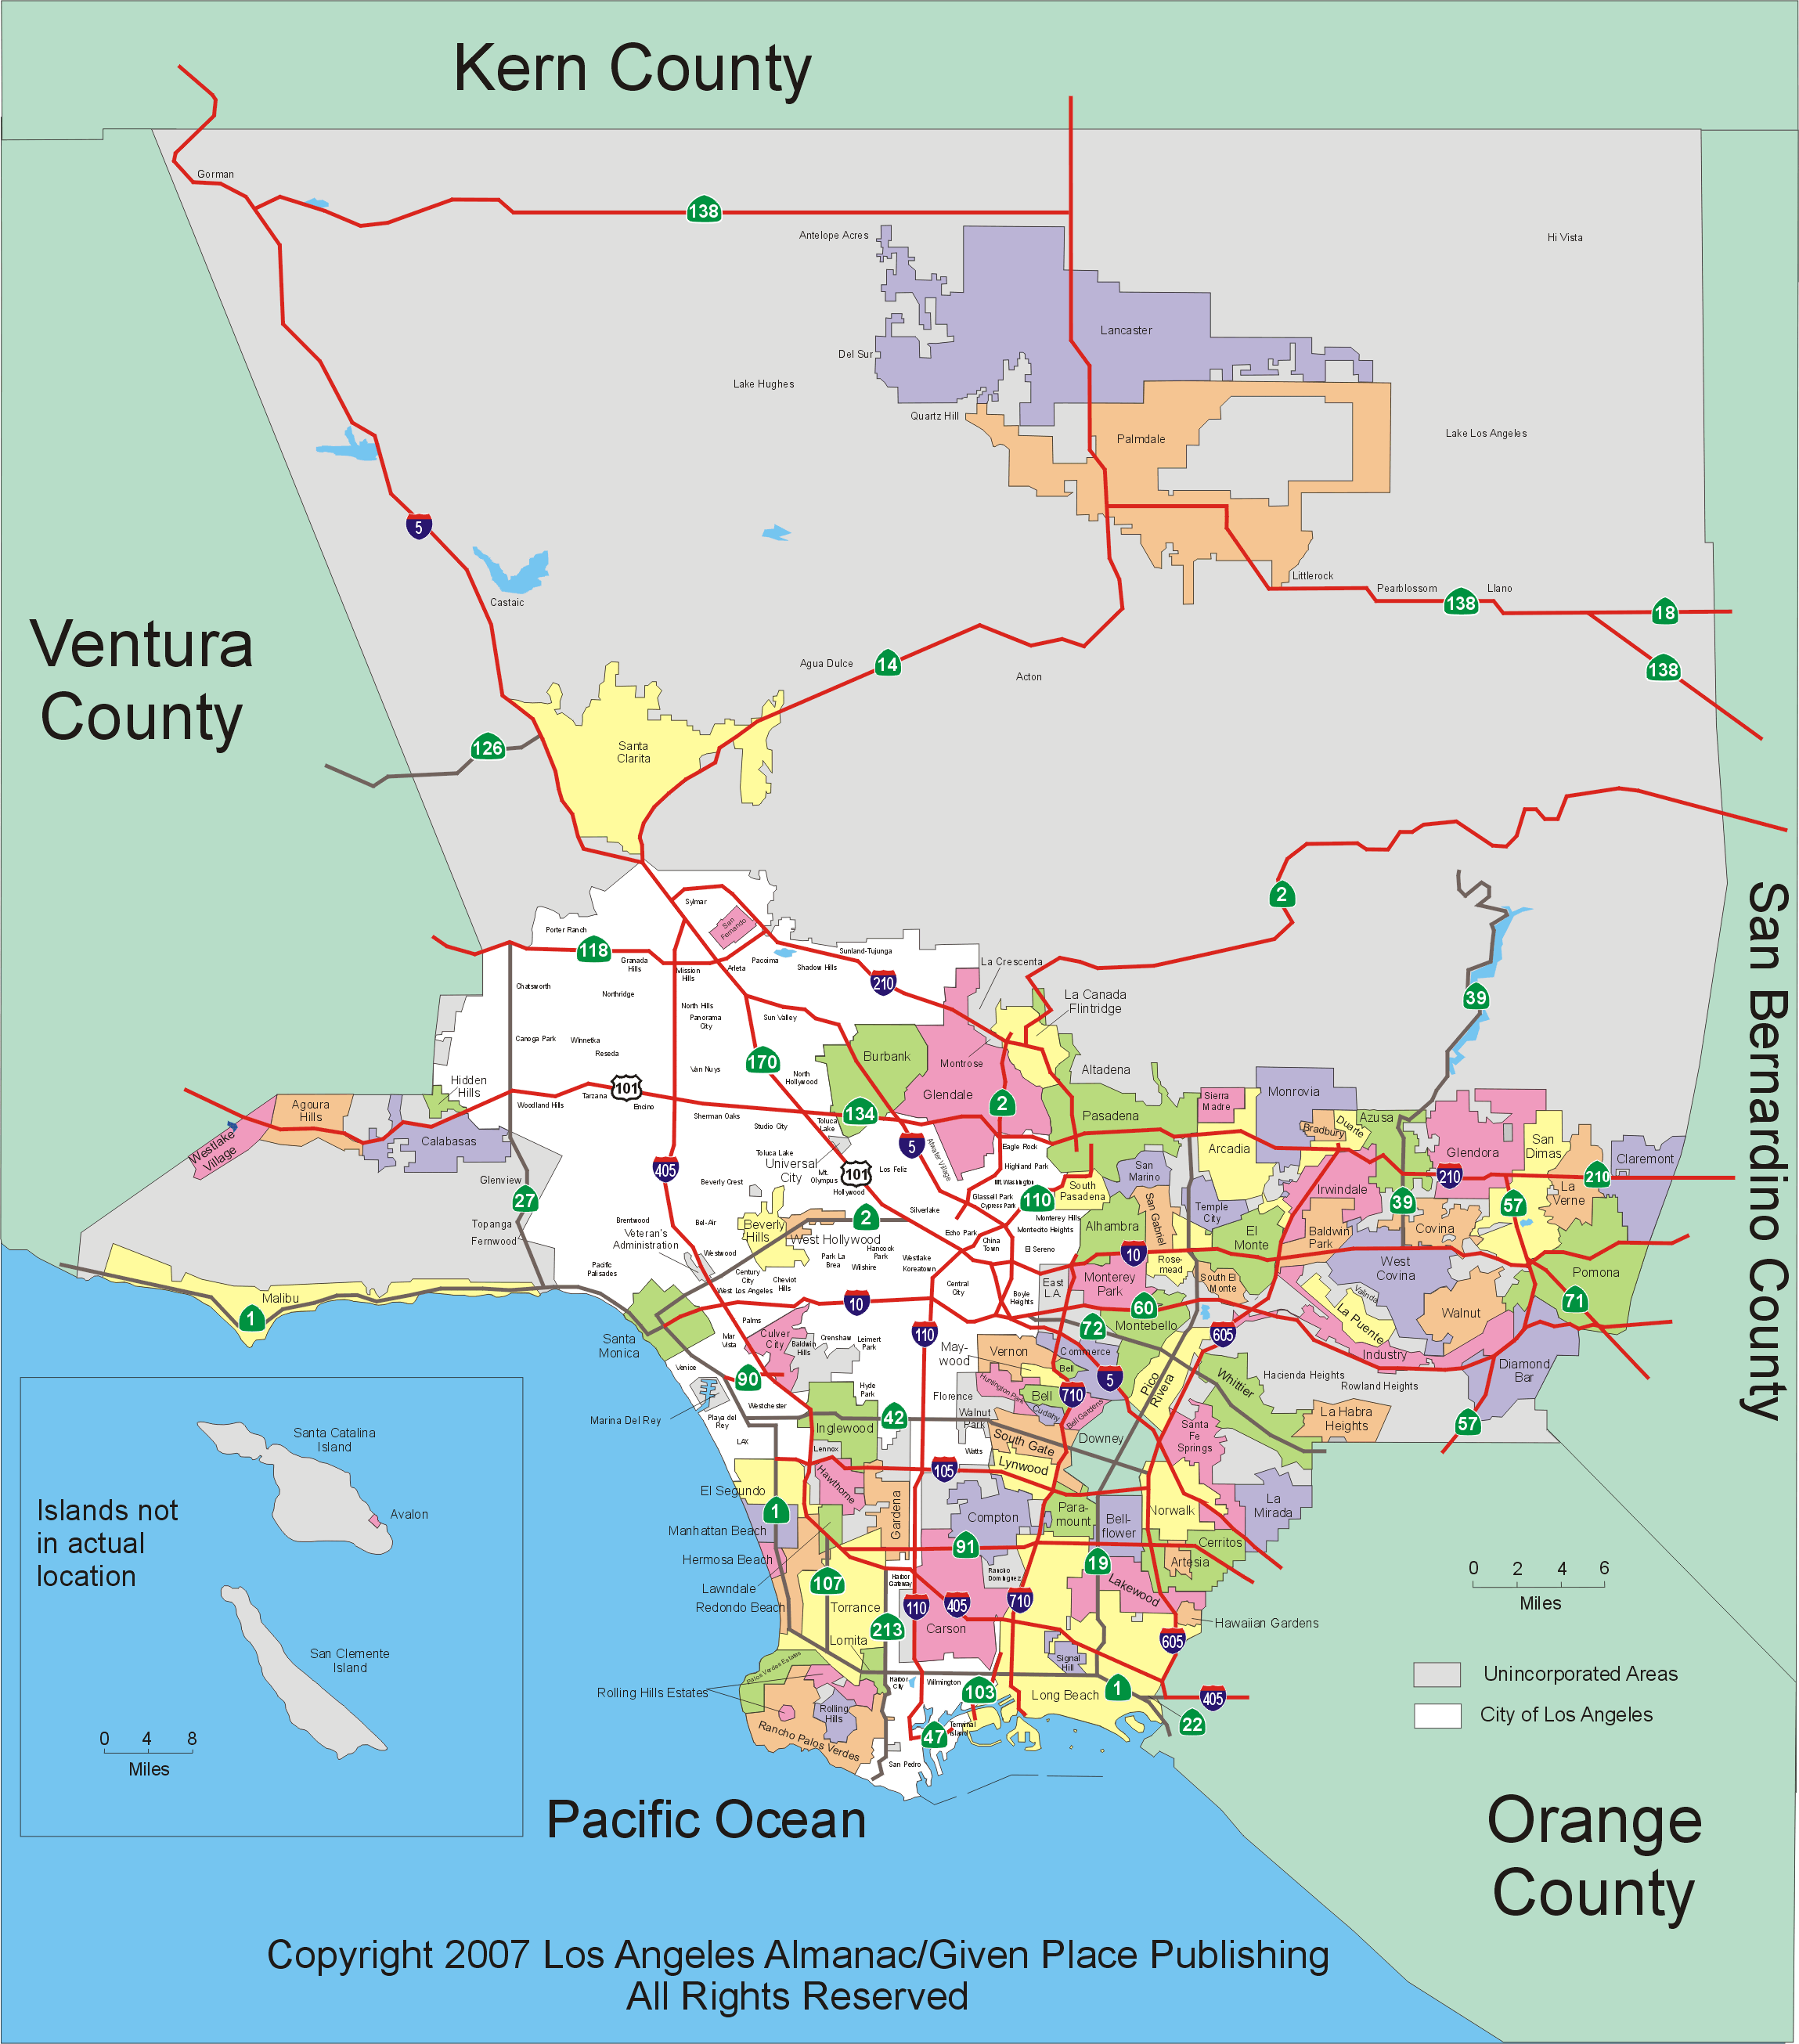 Kern County
Gorman
138
Antelope Acres
Hi Vista
Lancaster
Del Sur
Lake Hughes
Quartz Hill
Palmdale
Lake Los Angeles
5
Castaic
Littlerock
Pearblossom
138
Llano
18
Ventura
County
Agua Dulce
14
Acton
138
126
Santa
Clarita
San Bernardino County
2
Sylmar
San
Fernando
Porter Ranch
118
Granada
Hills
Mission
Hills
Arleta
Pacoima
Shadow Hills
Sunland-Tujunga
210
La Crescenta
Chatsworth
Northridge
North Hills
Panorama
City
Sun Valley
La Canada
Flintridge
39
Canoga Park
Winnetka
Reseda
Van Nuys
170
North
Hollywood
Burbank
Montrose
Altadena
Hidden
Hills
101
Tarzana
Encino
Woodland Hills
Sherman Oaks
134
Toluca
Lake
Glendale
2
Pasadena
Sierra
Madre
Monrovia
Bradbury
Duarte
Azusa
Agoura
Hills
Calabasas
Westlake
Village
Studio City
5
Atwater Village
Eagle Rock
Arcadia
Glendora
San
Dimas
Claremont
405
Toluca Lake
Universal
City
Mt.
Olympus
101
Los Feliz
Highland Park
Mt. Washington
San
Marino
210
210
Glenview
27
Beverly Crest
Hollywood
Glassell Park
Cypress Park
110
South
Pasadena
San Gabriel
Temple
City
Irwindale
39
57
La
Verne
Topanga
Fernwood
Brentwood
Veteran's
Administration
Bel-Air
Beverly
Hills
2
West Hollywood
Silverlake
Echo Park
Monterey Hills
Montecito Heights
Alhambra
El
Monte
Baldwin
Park
Covina
Pacific
Palisades
Westwood
Century
City
West Los Angeles
Cheviot
Hills
Park La
Brea
Hancock
Park
Wilshire
Westlake
Koreatown
China
Town
El Sereno
10
Rose-
mead
South El
Monte
West
Covina
Pomona
Malibu
1
Central
City
Boyle
Heights
East
L.A.
Monterey
Park
60
Valinda
La Puente
Walnut
71
Santa
Monica
10
Palms
Mar
Vista
Culver
City
Baldwin
Hills
Crenshaw
Leimert
Park
110
May-
wood
Vernon
72
Commerce
Montebello
605
Industry
Diamond
Bar
Venice
90
Hyde
Park
Florence
Bell
Huntington Park
Bell
Cudahy
Bell Gardens
710
5
Pico
Rivera
Whittier
Hacienda Heights
Rowland Heights
La Habra
Heights
57
Marina Del Rey
Playa del
Rey
Westchester
LAX
42
Inglewood
Lennox
Walnut
Park
Watts
South Gate
Lynwood
Downey
Santa
Fe
Springs
105
El Segundo
Hawthorne
Gardena
1
Manhattan Beach
Compton
Para-
mount
Bell-
flower
Norwalk
La
Mirada
Hermosa Beach
Lawndale
Redondo Beach
91
19
Cerritos
Artesia
107
Harbor
Gateway
Rancho
Dominguez
Lakewood
Torrance
110
405
710
Hawaiian Gardens
213
Carson
605
Lomita
Palos Verdes Estates
Signal
Hill
Rolling Hills Estates
Harbor
City
Wilmington
103
Long Beach
1
405
22
Rolling
Hills
Rancho Palos Verdes
47
Terminal
Island
San Pedro
Santa Catalina
Island
Islands not
in actual
location
Avalon
San Clemente
Island
0 4 8
Miles
0 2 4 6
Miles
Unincorporated Areas
City of Los Angeles
Pacific Ocean
Orange
County
Copyright 2007 Los Angeles Almanac/Given Place Publishing
All Rights Reserved